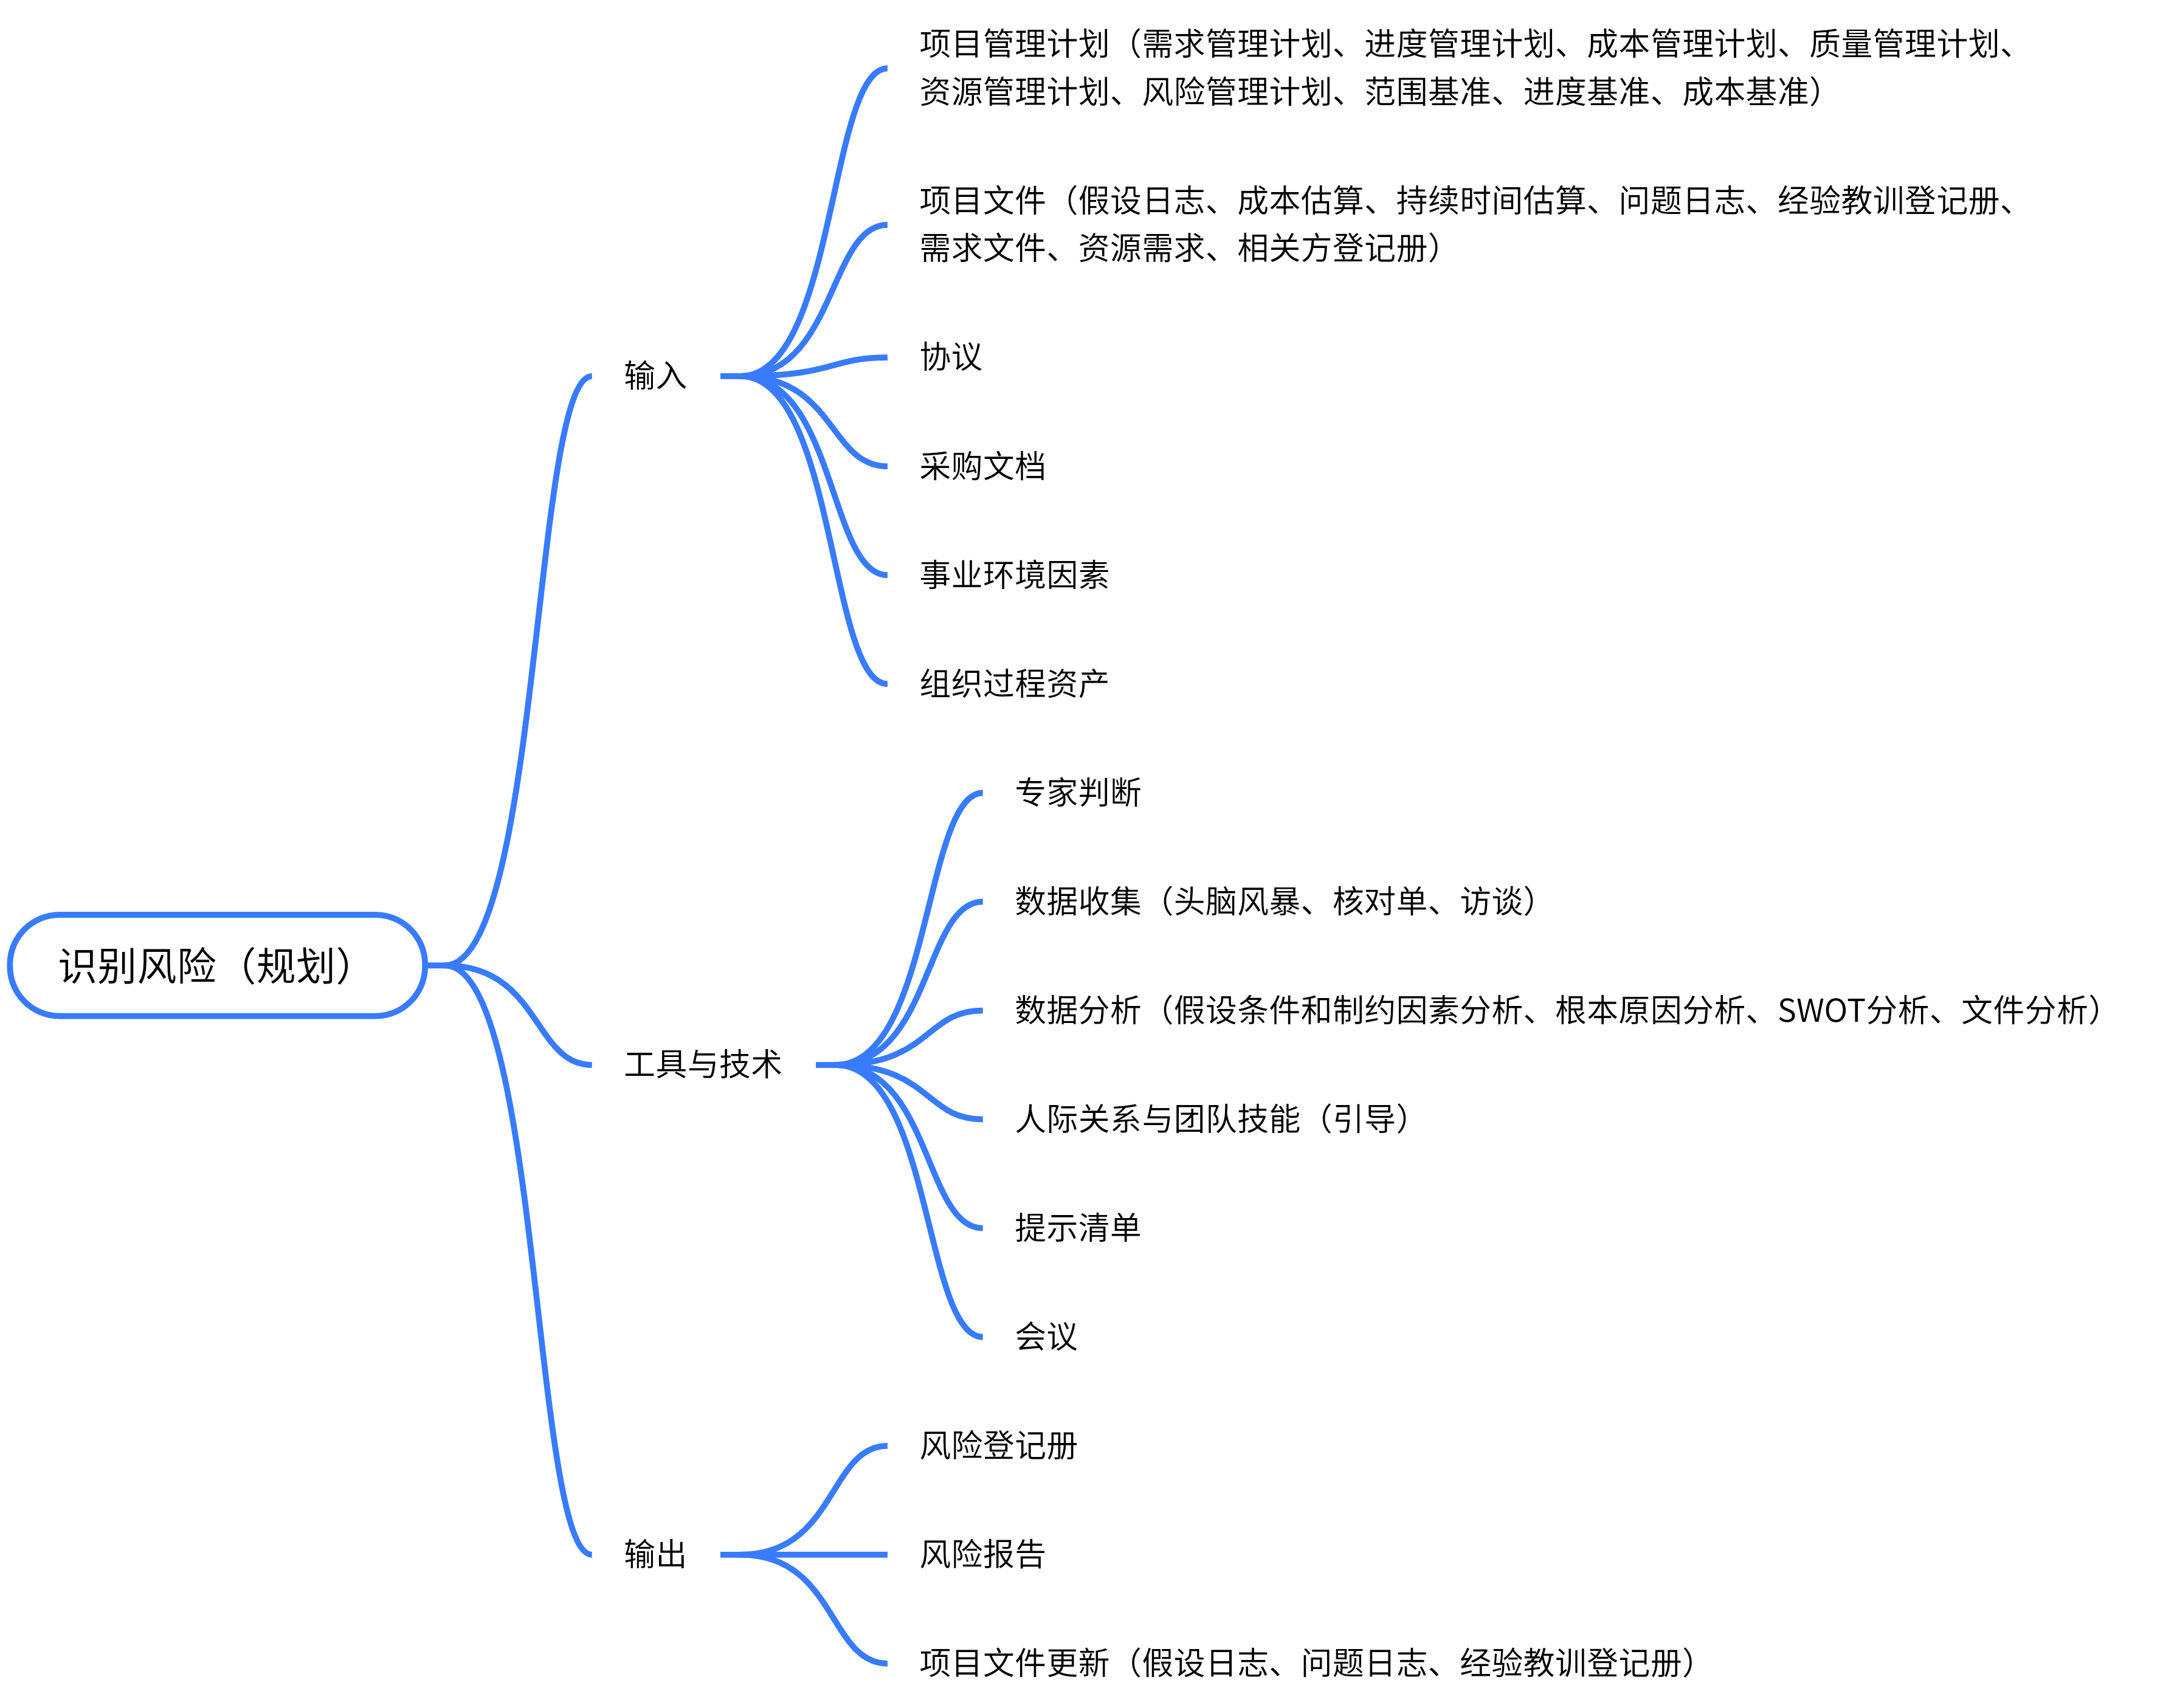 项目管理计划（需求管理计划、进度管理计划、成本管理计划、质量管理计划、
资源管理计划、风险管理计划、范围基准、进度基准、成本基准）
项目文件（假设日志、成本估算、持续时间估算、问题日志、经验教训登记册、
需求文件、资源需求、相关方登记册）
协议
输入
采购文档
事业环境因素
组织过程资产
专家判断
数据收集（头脑风暴、核对单、访谈）
识别风险（规划）
数据分析（假设条件和制约因素分析、根本原因分析、SWOT分析、文件分析）
工具与技术
人际关系与团队技能（引导）
提示清单
会议
风险登记册
输出
风险报告
项目文件更新（假设日志、问题日志、经验教训登记册）